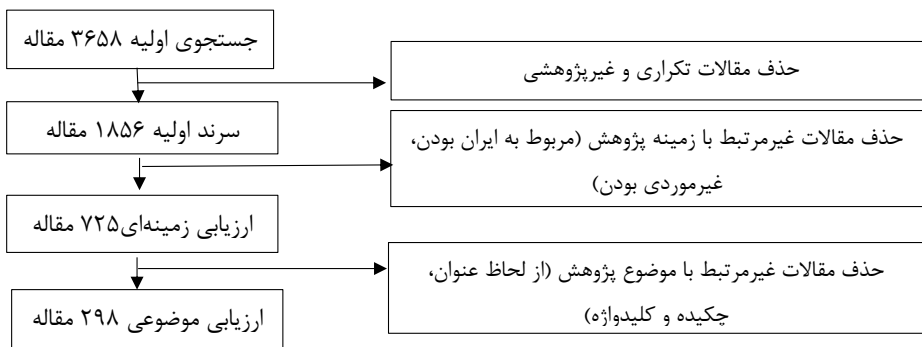 جستجوی اولیه ۳۶۵۸ مقاله
حذف مقالات تکراری و غیرپژوهشی
سرند اولیه ۱۸۵۶ مقاله
حذف مقالات غیرمرتبط با زمینه پژوهش (مربوط به ایران بودن،
غیرموردی بودن)
ارزیابی زمینه‌ای۷۲۵ مقاله
حذف مقالات غیرمرتبط با موضوع پژوهش (از لحاظ عنوان،
چکیده و کلیدواژه)
ارزیابی موضوعی ۲۹۸ مقاله